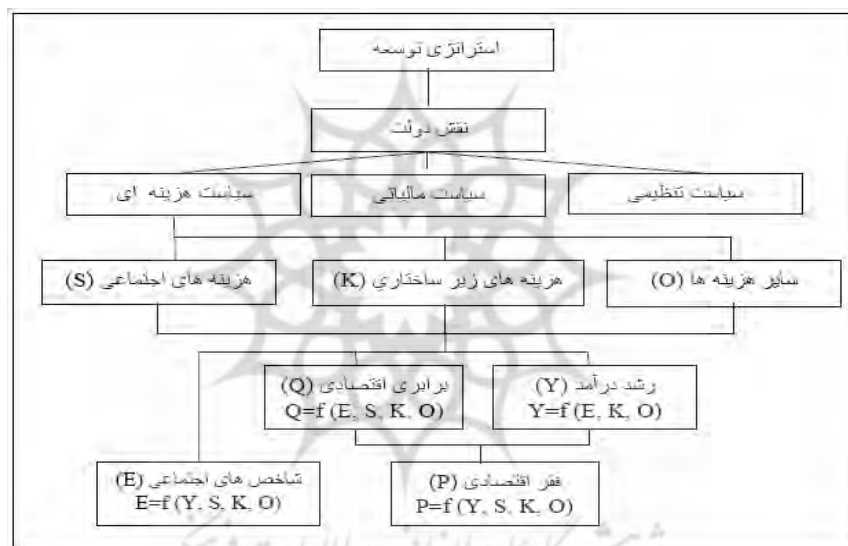 استراتژی توسعه
نقش دولت
سیاست تنظیمی
سیاست مالیاتی
سیاست هزینه ای
سایر هزینه ها (O)
هزینه های زیر ساختاری (K)
هزینه های اجتماعی (S)
رشد درآمد (Y)
Y=f (E, K, O)
برابری اقتصادی (Q)
Q=f (E, S, K, O)
فقر اقتصادی (P)
P=f (Y, S, K, O)
شاخص های اجتماعی (E)
E=f (Y, S, K, O)